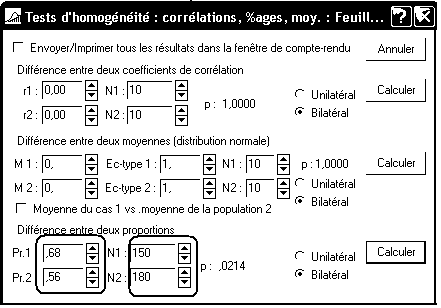 Tests d'homogénéité : corrélations, %ages, moy. : Feuill...
Envoyer/Imprimer tous les résultats dans la fenêtre de compte-rendu Annuler
Différence entre deux coefficients de corrélation
r1 : 0,00 N1 : 10 p : 1,0000 Unilatéral Calculer
r2 : 0,00 N2 : 10 Bilatéral
Différence entre deux moyennes (distribution normale)
M 1 : 0, Ec-type 1 : 1, N1 : 10 p : 1,0000 Calculer
M 2 : 0, Ec-type 2 : 1, N2 : 10 Unilatéral
Bilatéral
Moyenne du cas 1 vs .moyenne de la population 2
Différence entre deux proportions
Pr.1 ,68 N1 : 150 p : ,0214 Unilatéral Calculer
Pr.2 ,56 N2 : 180 Bilatéral